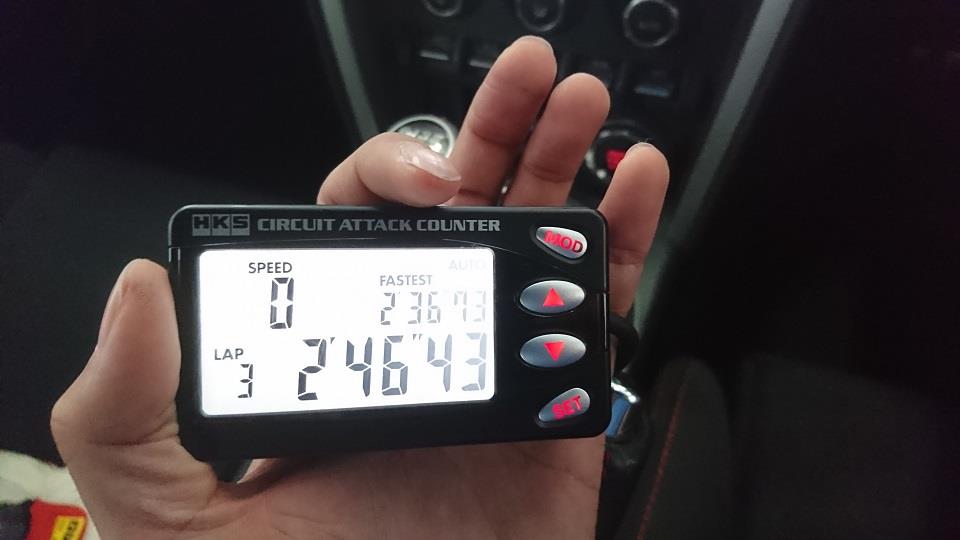 HKS CIRCUIT ATTACK COUNTER
MOD
SPEED
0
AUTO
FASTEST
2'36"73
LAP
3
2'46"43
SET